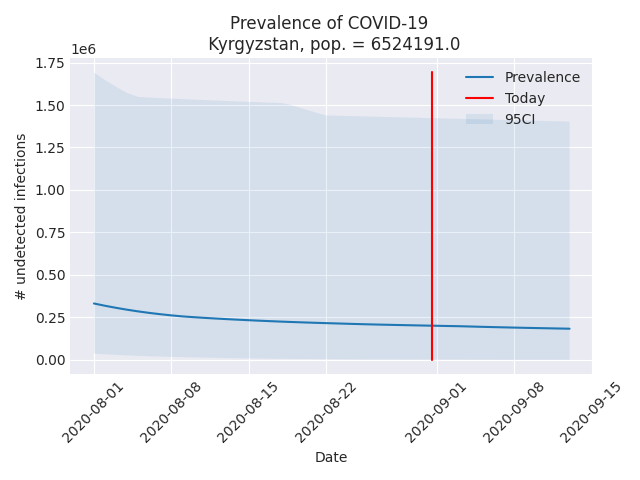 Prevalence of COVID-19
Kyrgyzstan, pop. = 6524191.0
1e6
1.75
1.50
1.25
1.00
0.75
0.50
0.25
0.00
# undetected infections
Prevalence
Today
95CI
2020-08-01
2020-08-08
2020-08-15
2020-08-22
2020-09-01
2020-09-08
2020-09-15
Date